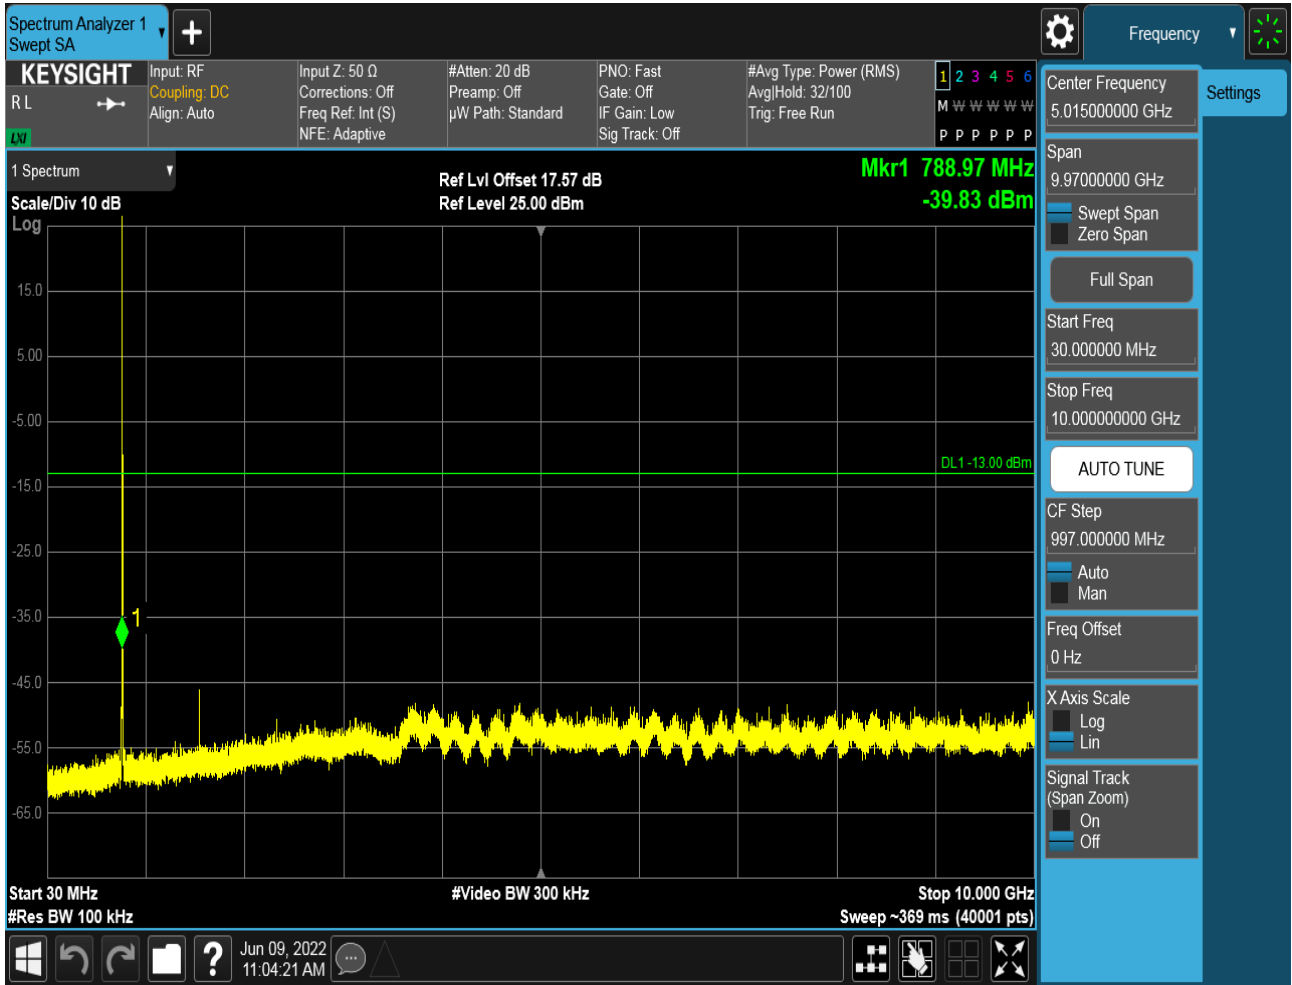 Spectrum Analyzer 1
Swept SA
Frequency
KEYSIGHT
R L
LXI
Input: RF
Coupling: DC
Align: Auto
Input Z: 50 Ω
Corrections: Off
Freq Ref: Int (S)
NFE: Adaptive
#Atten: 20 dB
Preamp: Off
µW Path: Standard
PNO: Fast
Gate: Off
IF Gain: Low
Sig Track: Off
#Avg Type: Power (RMS)
Avg|Hold: 32/100
Trig: Free Run
1 2 3 4 5 6
M W W W W W
P P P P P P
1 Spectrum
Scale/Div 10 dB
Log
Ref Lvl Offset 17.57 dB
Ref Level 25.00 dBm
Mkr1 788.97 MHz
-39.83 dBm
15.0
5.00
-5.00
-15.0
-25.0
-35.0
-45.0
-55.0
-65.0
DL1 -13.00 dBm
1
Start 30 MHz
#Res BW 100 kHz
#Video BW 300 kHz
Stop 10.000 GHz
Sweep ~369 ms (40001 pts)
Center Frequency
5.015000000 GHz
Span
9.97000000 GHz
Swept Span
Zero Span
Full Span
Start Freq
30.000000 MHz
Stop Freq
10.000000000 GHz
AUTO TUNE
CF Step
997.000000 MHz
Auto
Man
Freq Offset
0 Hz
X Axis Scale
Log
Lin
Signal Track
(Span Zoom)
On
Off
Settings
?
Jun 09, 2022
11:04:21 AM